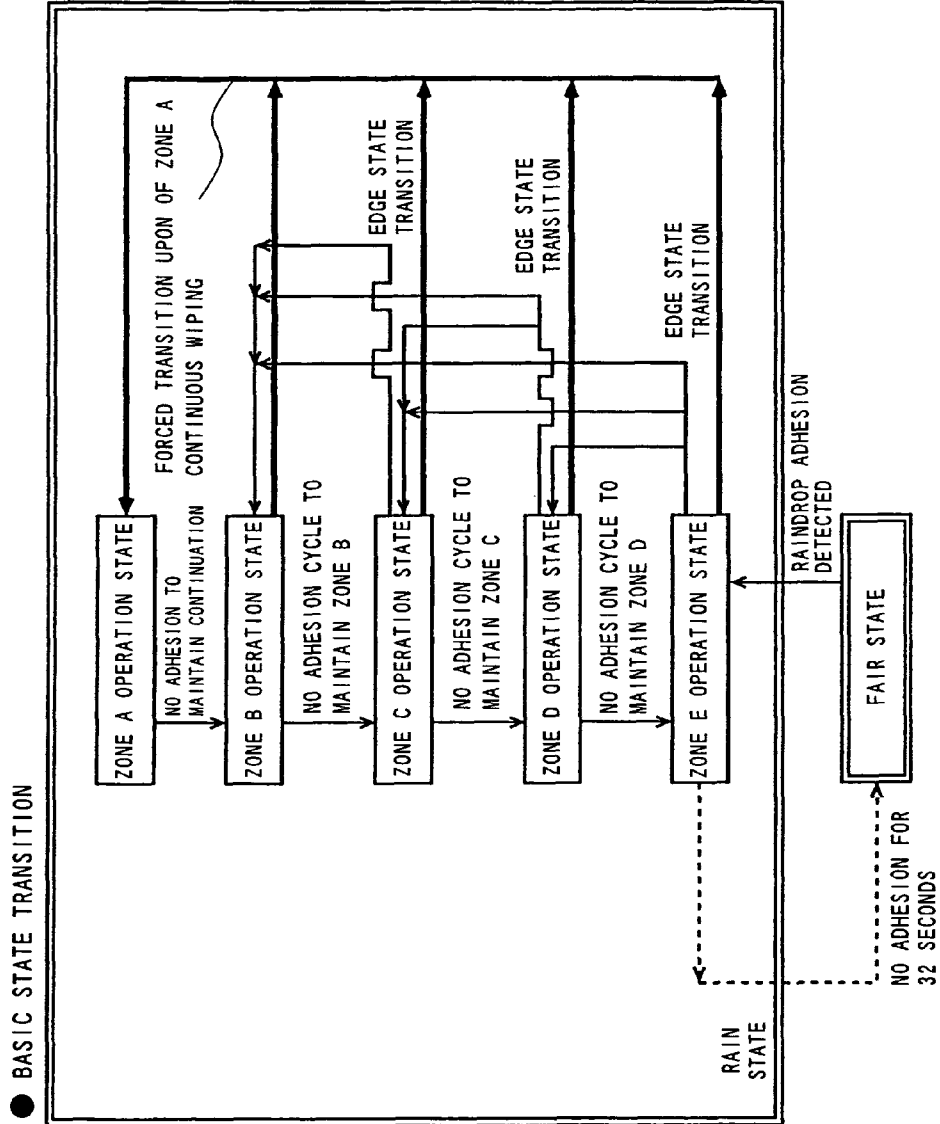 ● BASIC STATE TRANSITION
ZONE A OPERATION STATE
NO ADHESION TO
MAINTAIN CONTINUATION
FORCED TRANSITION UPON OF ZONE A
CONTINUOUS WIPING
ZONE B OPERATION STATE
NO ADHESION CYCLE TO
MAINTAIN ZONE B
EDGE STATE
TRANSITION
ZONE C OPERATION STATE
NO ADHESION CYCLE TO
MAINTAIN ZONE C
EDGE STATE
TRANSITION
ZONE D OPERATION STATE
NO ADHESION CYCLE TO
MAINTAIN ZONE D
EDGE STATE
TRANSITION
ZONE E OPERATION STATE
RAIN
STATE
RAINDROP ADHESION
DETECTED
FAIR STATE
NO ADHESION FOR
32 SECONDS